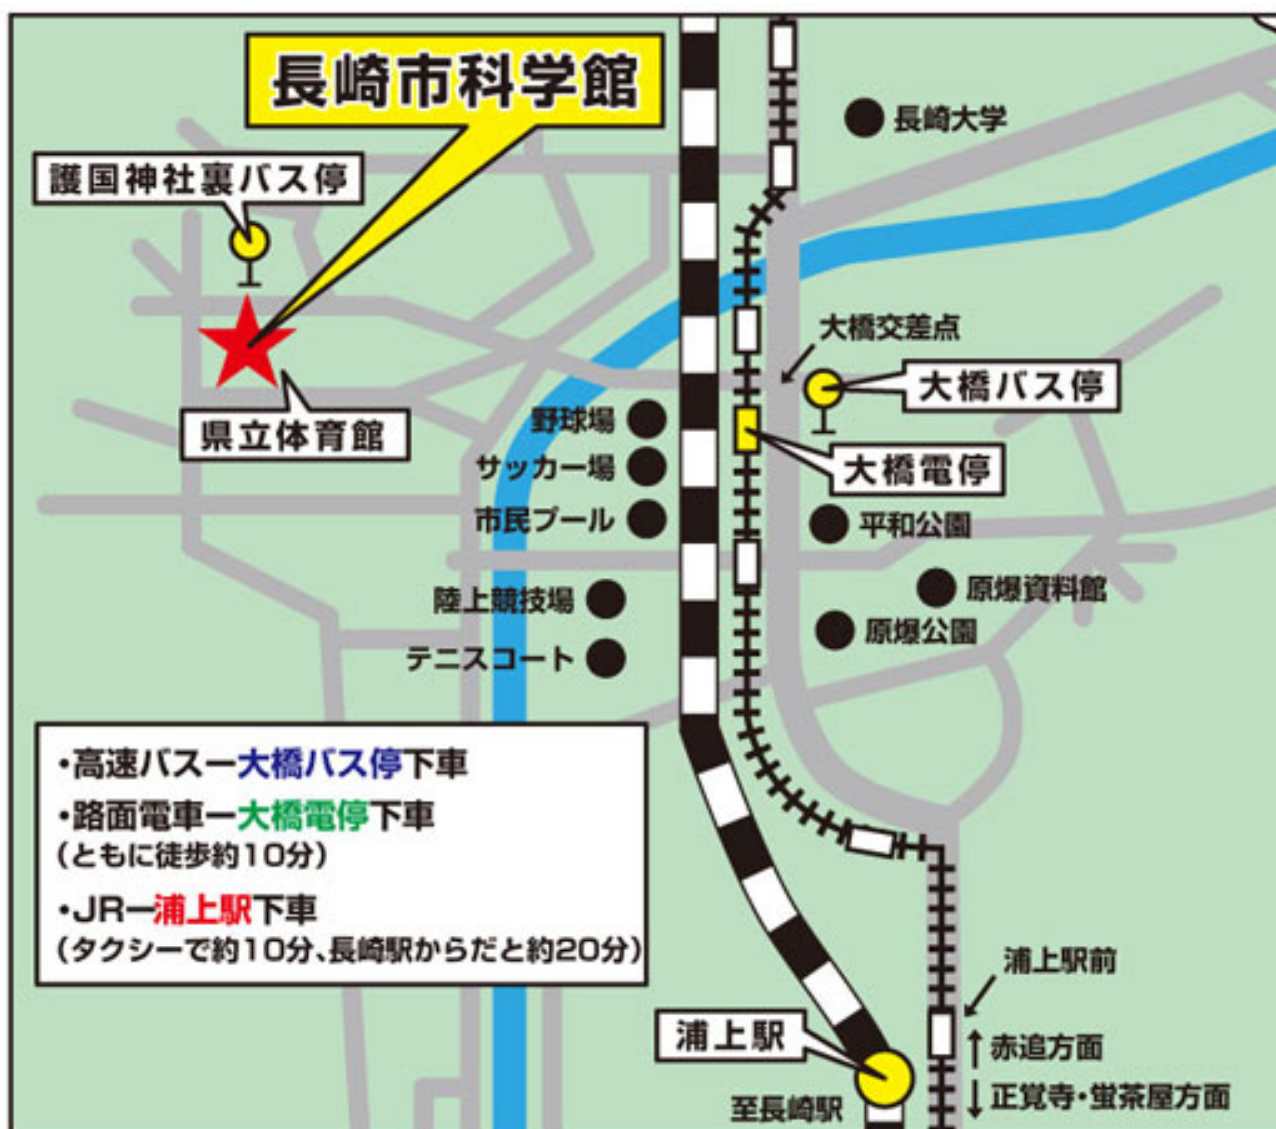 長崎市科学館
長崎大学
護国神社裏バス停
大橋交差点
大橋バス停
県立体育館
野球場
大橋電停
サッカー場
市民プール
平和公園
陸上競技場
原爆資料館
原爆公園
テニスコート
・高速バスー大橋バス停下車
・路面電車ー大橋電停下車
(ともに徒歩約10分)
・JRー浦上駅下車
(タクシーで約10分、長崎駅からだと約20分)
浦上駅前
浦上駅
赤追方面
至長崎駅
正覚寺・蛍茶屋方面